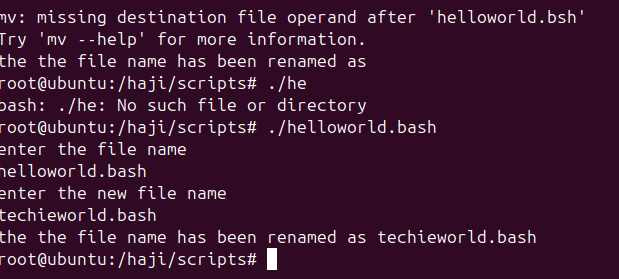 mv: missing destination file operand after 'helloworld.bsh'
Try 'mv --help' for more information.
the the file name has been renamed as
root@ubuntu:/haji/scripts# ./he
bash: ./he: No such file or directory
root@ubuntu:/haji/scripts# ./helloworld.bash
enter the file name
helloworld.bash
enter the new file name
techieworld.bash
the the file name has been renamed as techieworld.bash
root@ubuntu:/haji/scripts#